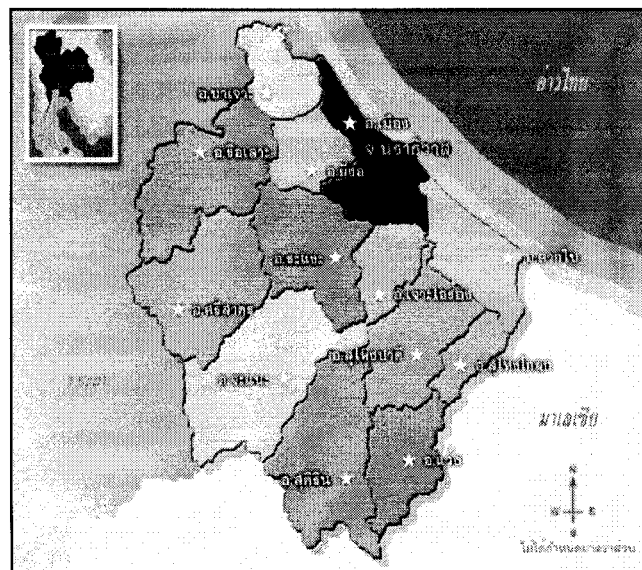 อ่าวไทย
อ.บาเจาะ
อ.เมือง
จ.นราธิวาส
อ.รือเสาะ
อ.ยี่งอ
อ.ระแงะ
อ.ตากใบ
อ.เจาะไอร้อง
อ.ศรีสาคร
อ.สุไหงปาดี
อ.สุไหงโกลก
อ.จะแนะ
มาเลเซีย
อ.แว้ง
อ.สุคิริน
N
W E
S
ไม่ได้กำหนดมาตราส่วน